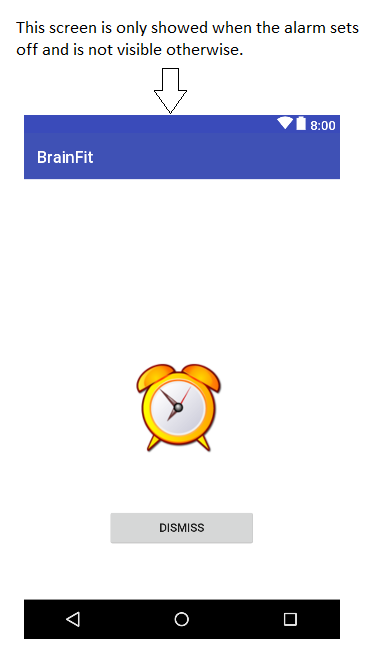 This screen is only showed when the alarm sets
off and is not visible otherwise.
8:00
BrainFit
DISMISS